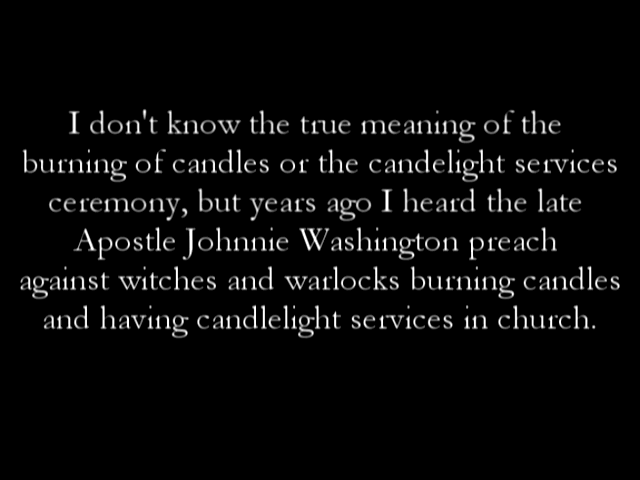 I don't know the true meaning of the
burning of candles or the candelight services
ceremony, but years ago I heard the late
Apostle Johnnie Washington preach
against witches and warlocks burning candles
and having candlelight services in church.